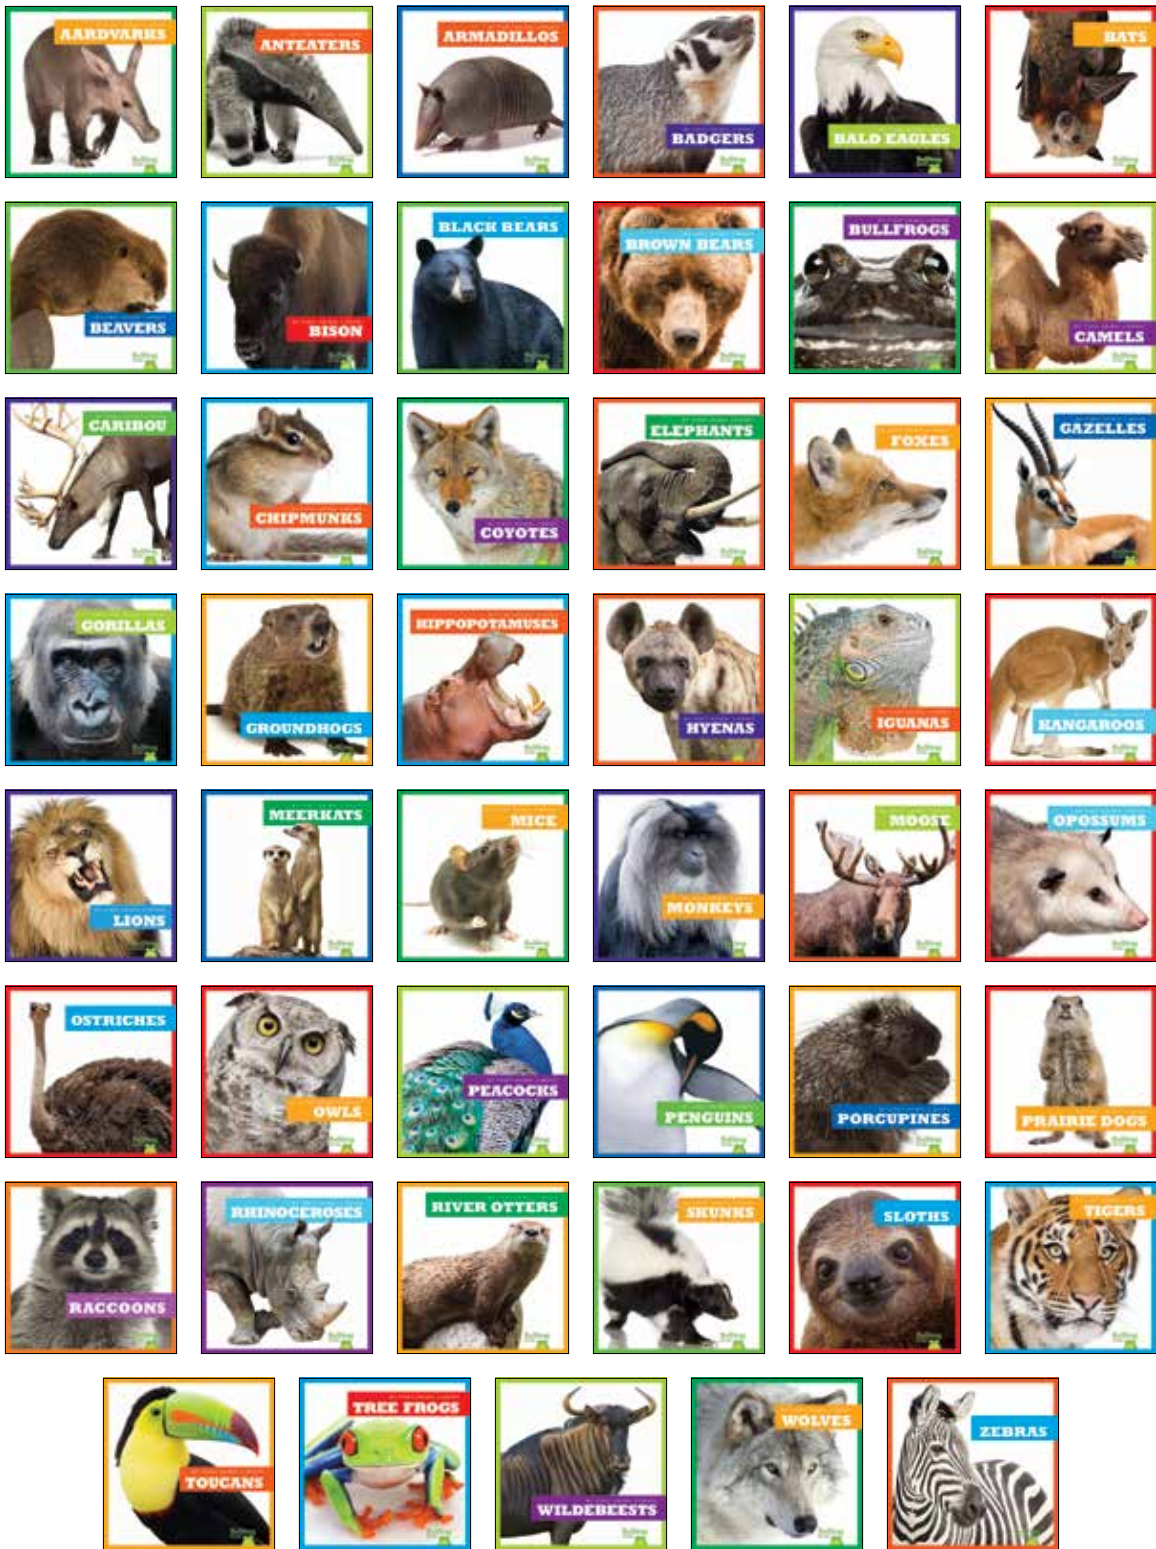 AARDVARKS
ANTEATERS
ARMADILLOS
BADGERS
BALD EAGLES
BATS
BEAVERS
BISON
BLACK BEARS
BROWN BEARS
BULLFROGS
CAMELS
CARIBOU
CHIPMUNKS
COYOTES
ELEPHANTS
FOXES
GAZELLES
GORILLAS
GROUNDHOGS
HIPPOPOTAMUSES
HYENAS
IGUANAS
KANGAROOS
LIONS
MEERKATS
MICE
MONKEYS
MOOSE
OPOSSUMS
OSTRICHES
OWLS
PEACOCKS
PENGUINS
PORCUPINES
PRAIRIE DOGS
RACCOONS
RHINOCEROSES
RIVER OTTERS
SKUNKS
SLOTHS
TIGERS
TOUCANS
TREE FROGS
WILDEBEESTS
WOLVES
ZEBRAS